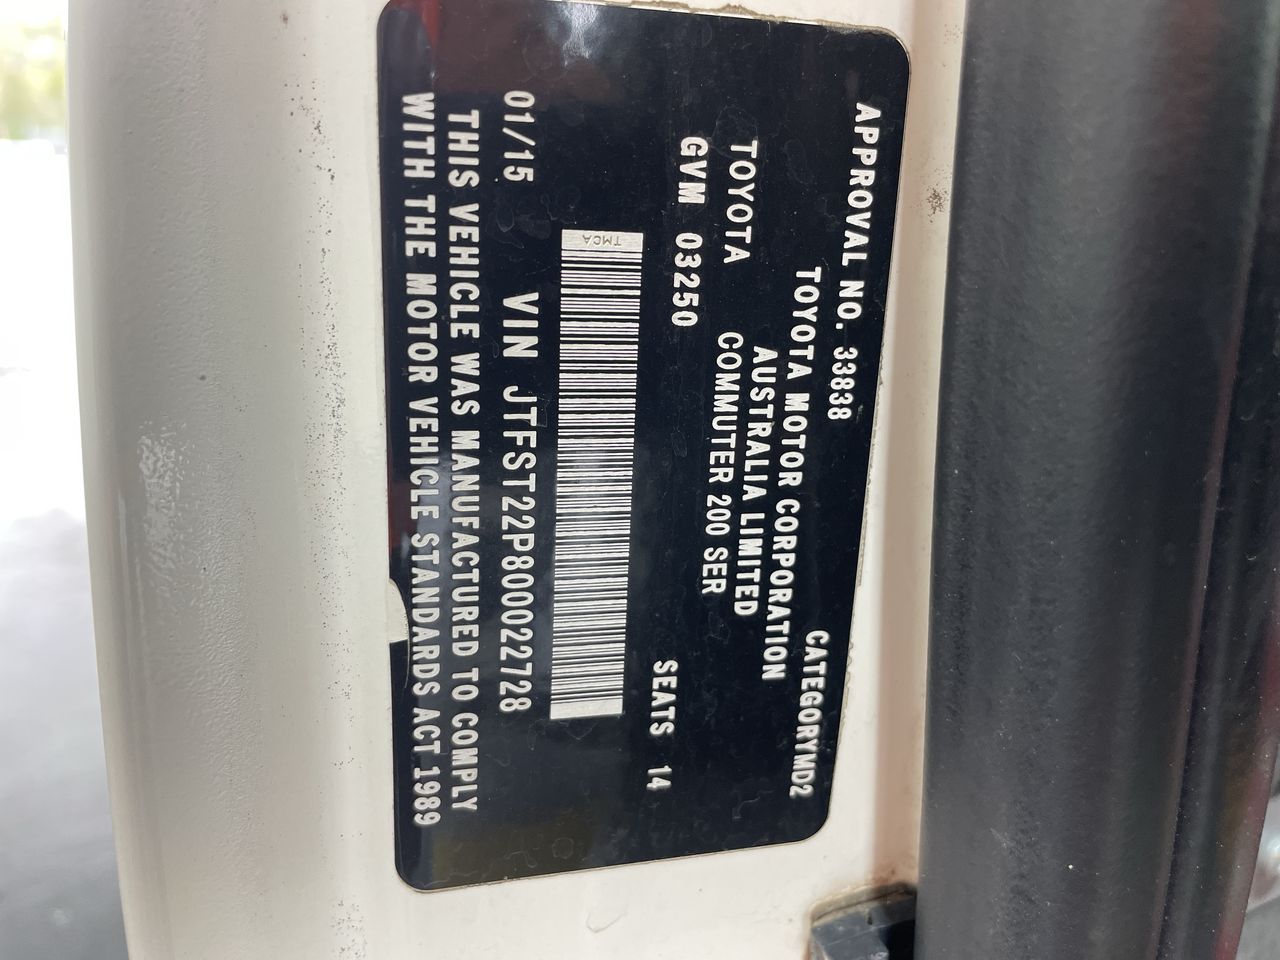 APPROVAL NO. 33838 CATEGORYMD2
TOYOTA MOTOR CORPORATION
AUSTRALIA LIMITED
TOYOTA COMMUTER 200 SER
GVM 03250 SEATS 14
TMCA
01/15 VIN JTFST22P800022728
THIS VEHICLE WAS MANUFACTURED TO COMPLY
WITH THE MOTOR VEHICLE STANDARDS ACT 1989